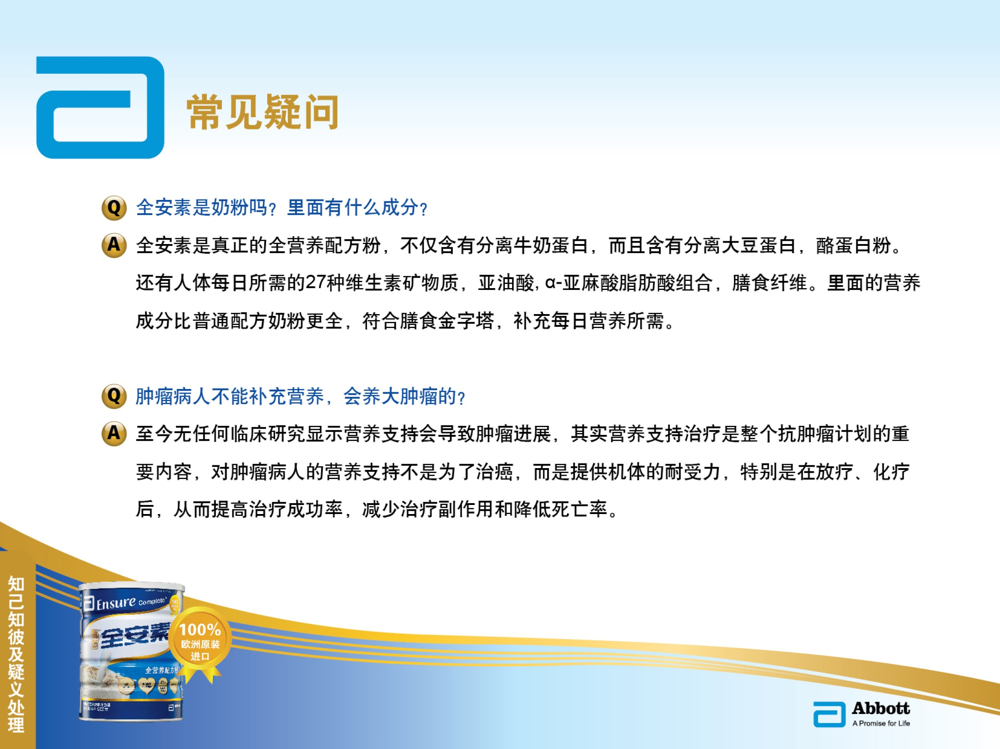 常见疑问
Q 全安素是奶粉吗？里面有什么成分？
A 全安素是真正的全营养配方粉，不仅含有分离牛奶蛋白，而且含有分离大豆蛋白，酪蛋白粉。
还有人体每日所需的27种维生素矿物质，亚油酸, α-亚麻酸脂肪酸组合，膳食纤维。里面的营养
成分比普通配方奶粉更全，符合膳食金字塔，补充每日营养所需。
Q 肿瘤病人不能补充营养，会养大肿瘤的？
A 至今无任何临床研究显示营养支持会导致肿瘤进展，其实营养支持治疗是整个抗肿瘤计划的重
要内容，对肿瘤病人的营养支持不是为了治癌，而是提供机体的耐受力，特别是在放疗、化疗
后，从而提高治疗成功率，减少治疗副作用和降低死亡率。
知己知彼及疑义处理
Ensure Complete
全安素
全营养配方粉
100%
欧洲原装
进口
Abbott
A Promise for Life